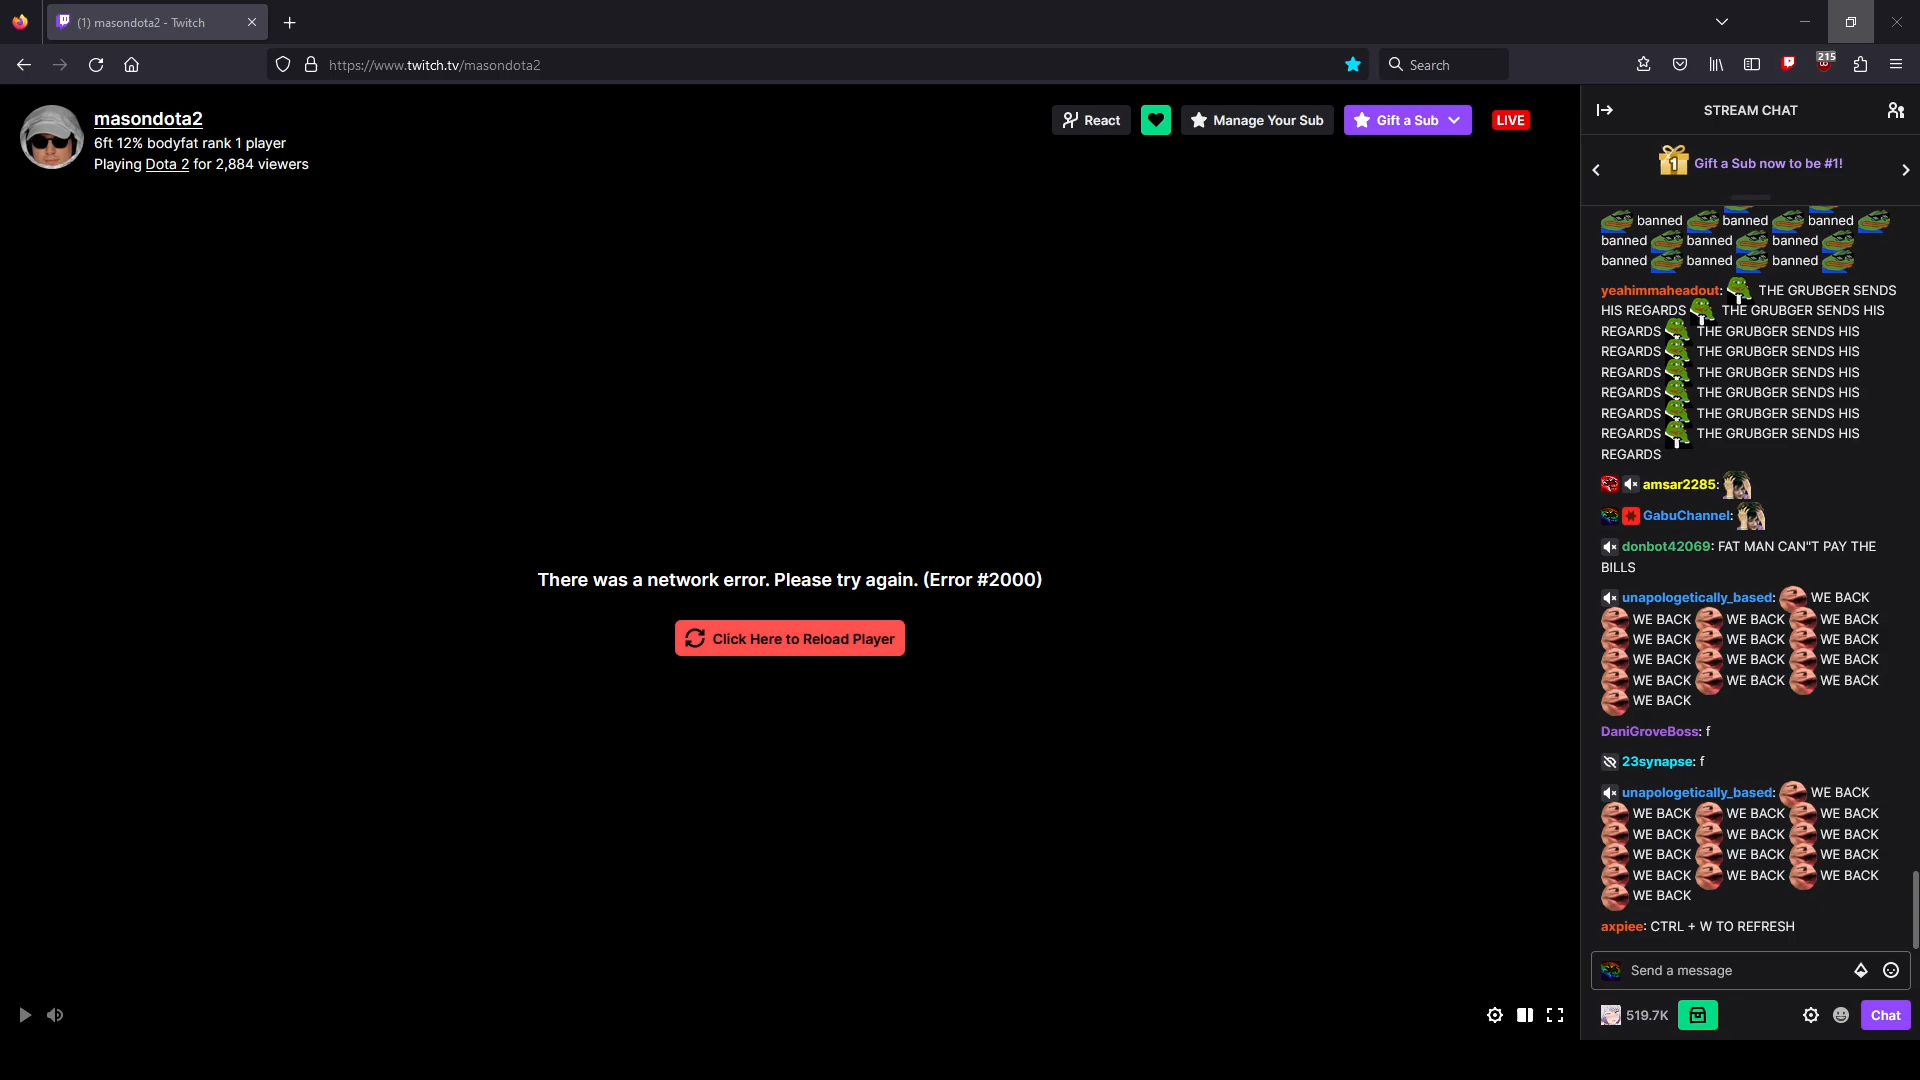 (1) masondota2 - Twitch
https://www.twitch.tv/masondota2
Search
215
masondota2
6ft 12% bodyfat rank 1 player
Playing Dota 2 for 2,884 viewers
React
Manage Your Sub
Gift a Sub
LIVE
There was a network error. Please try again. (Error #2000)
Click Here to Reload Player
STREAM CHAT
1
Gift a Sub now to be #1!
banned banned banned
banned banned banned
banned banned banned
yeahimmaheadout: THE GRUBGER SENDS
HIS REGARDS THE GRUBGER SENDS HIS
REGARDS THE GRUBGER SENDS HIS
REGARDS THE GRUBGER SENDS HIS
REGARDS THE GRUBGER SENDS HIS
REGARDS THE GRUBGER SENDS HIS
REGARDS THE GRUBGER SENDS HIS
REGARDS THE GRUBGER SENDS HIS
REGARDS
amsar2285:
GabuChannel:
donbot42069: FAT MAN CAN"T PAY THE
BILLS
unapologetically_based: WE BACK
WE BACK WE BACK WE BACK
WE BACK WE BACK WE BACK
WE BACK WE BACK WE BACK
WE BACK WE BACK WE BACK
WE BACK
DaniGroveBoss: f
23synapse: f
unapologetically_based: WE BACK
WE BACK WE BACK WE BACK
WE BACK WE BACK WE BACK
WE BACK WE BACK WE BACK
WE BACK WE BACK WE BACK
WE BACK
axpiee: CTRL + W TO REFRESH
Send a message
519.7K
Chat